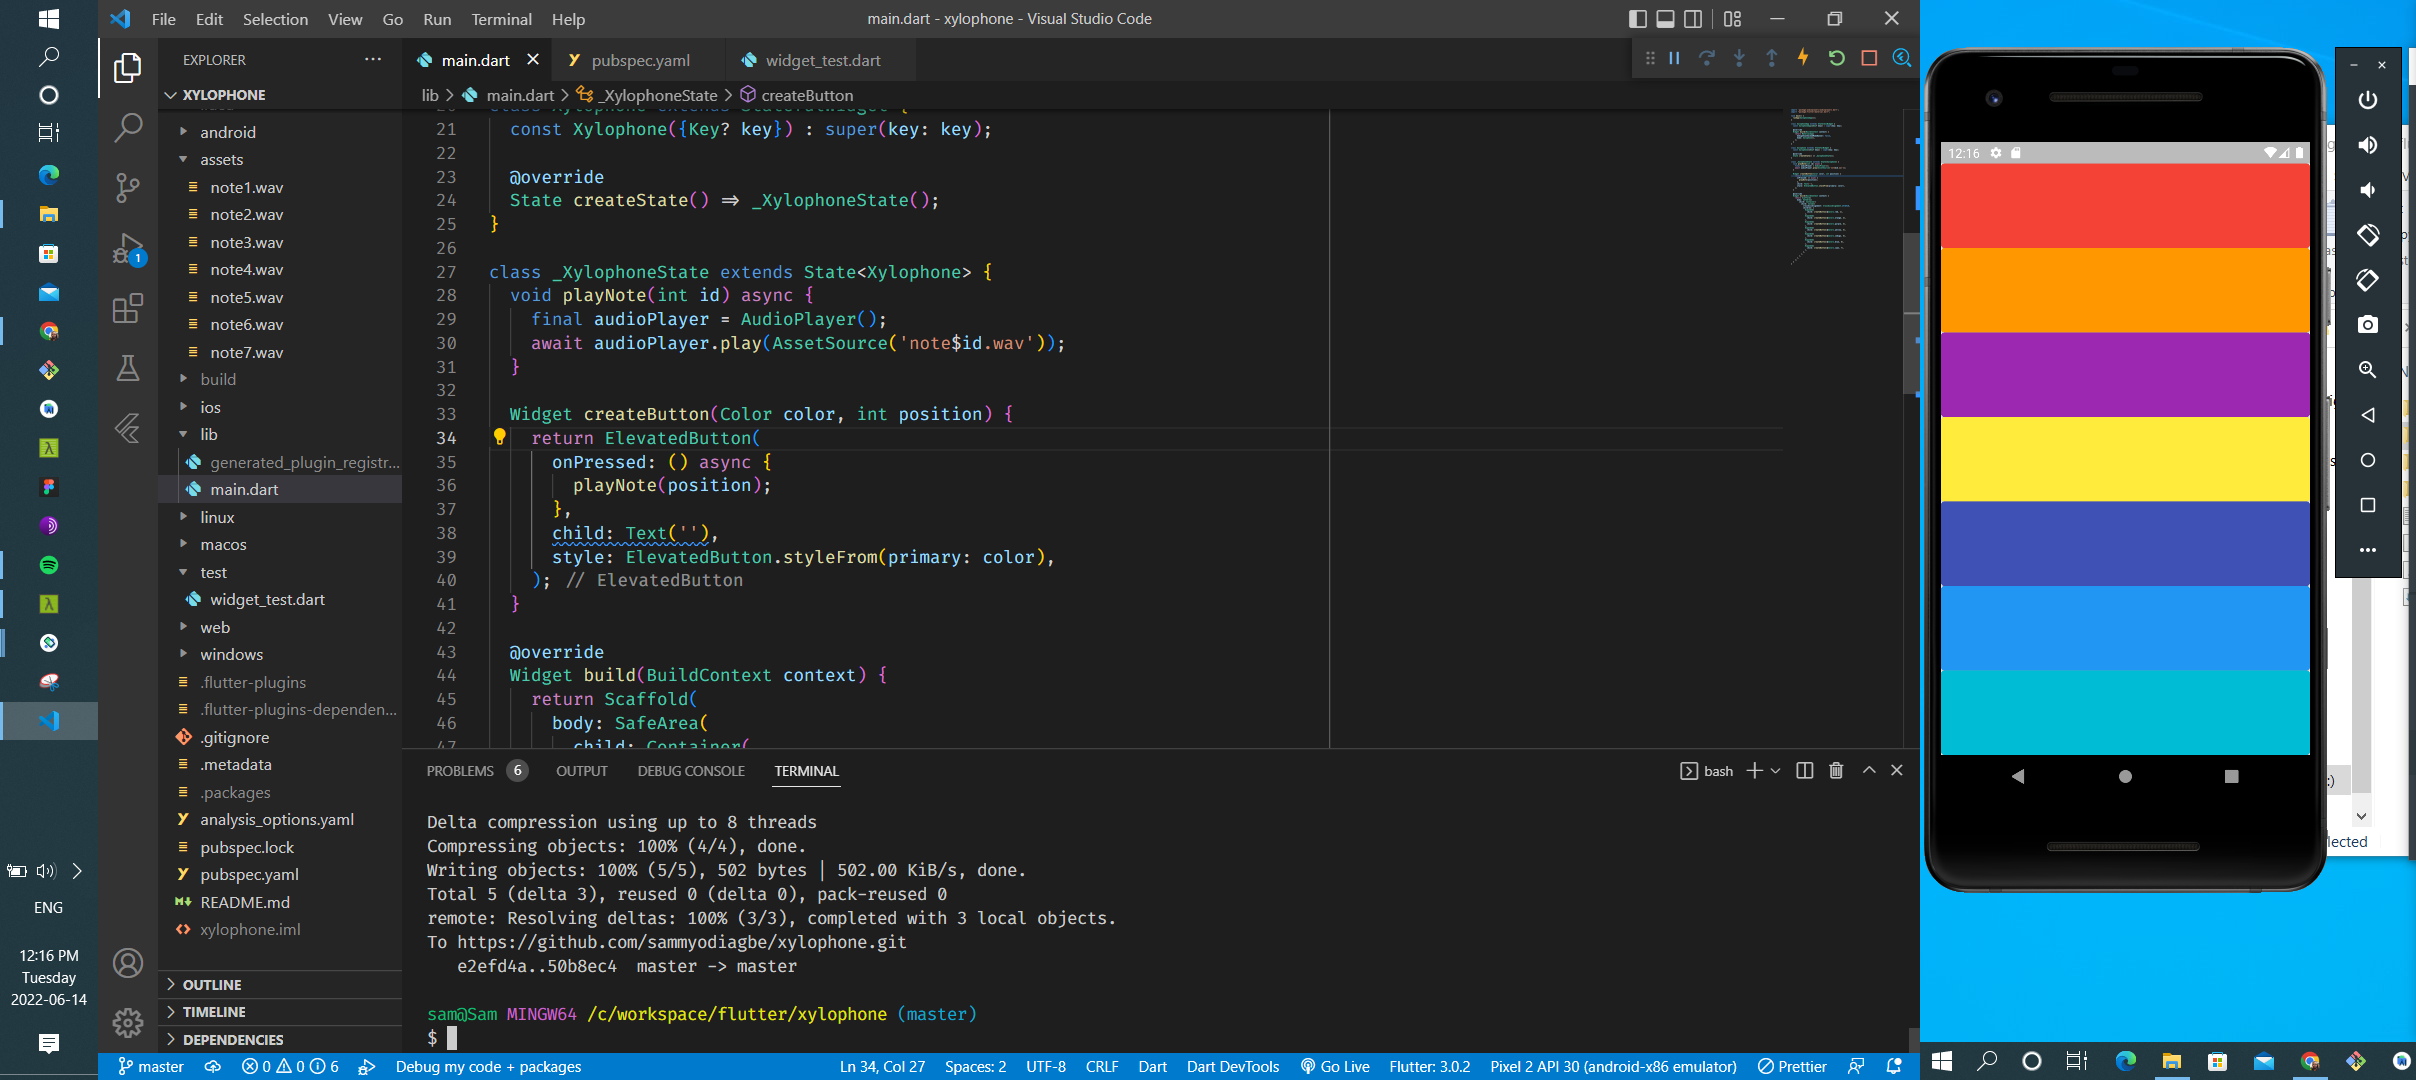 File Edit Selection View Go Run Terminal Help
main.dart - xylophone - Visual Studio Code
EXPLORER
XYLOPHONE
android
assets
note1.wav
note2.wav
note3.wav
note4.wav
note5.wav
note6.wav
note7.wav
build
ios
lib
generated_plugin_registr...
main.dart
linux
macos
test
widget_test.dart
web
windows
.flutter-plugins
.flutter-plugins-dependen...
.gitignore
.metadata
.packages
analysis_options.yaml
pubspec.lock
pubspec.yaml
README.md
xylophone.iml
OUTLINE
TIMELINE
DEPENDENCIES
1
main.dart pubspec.yaml widget_test.dart
lib > main.dart > _XylophoneState > createButton
21 const Xylophone({Key? key}) : super(key: key);
22
23 @override
24 State createState() => _XylophoneState();
25 }
26
27 class _XylophoneState extends State<Xylophone> {
28 void playNote(int id) async {
29 final audioPlayer = AudioPlayer();
30 await audioPlayer.play(AssetSource('note$id.wav'));
31 }
32
33 Widget createButton(Color color, int position) {
34 return ElevatedButton(
35 onPressed: () async {
36 playNote(position);
37 },
38 child: Text(''),
39 style: ElevatedButton.styleFrom(primary: color),
40 ); // ElevatedButton
41 }
42
43 @override
44 Widget build(BuildContext context) {
45 return Scaffold(
46 body: SafeArea(
47 child: Container(
PROBLEMS 6 OUTPUT DEBUG CONSOLE TERMINAL
bash
Delta compression using up to 8 threads
Compressing objects: 100% (4/4), done.
Writing objects: 100% (5/5), 502 bytes | 502.00 KiB/s, done.
Total 5 (delta 3), reused 0 (delta 0), pack-reused 0
remote: Resolving deltas: 100% (3/3), completed with 3 local objects.
To https://github.com/sammyodiagbe/xylophone.git
e2efd4a..50b8ec4 master -> master
sam@Sam MINGW64 /c/workspace/flutter/xylophone (master)
$
master 0 0 6 Debug my code + packages
Ln 34, Col 27 Spaces: 2 UTF-8 CRLF Dart Dart DevTools Go Live Flutter: 3.0.2 Pixel 2 API 30 (android-x86 emulator) Prettier
ENG
12:16 PM
Tuesday
2022-06-14
12:16
:)
lected